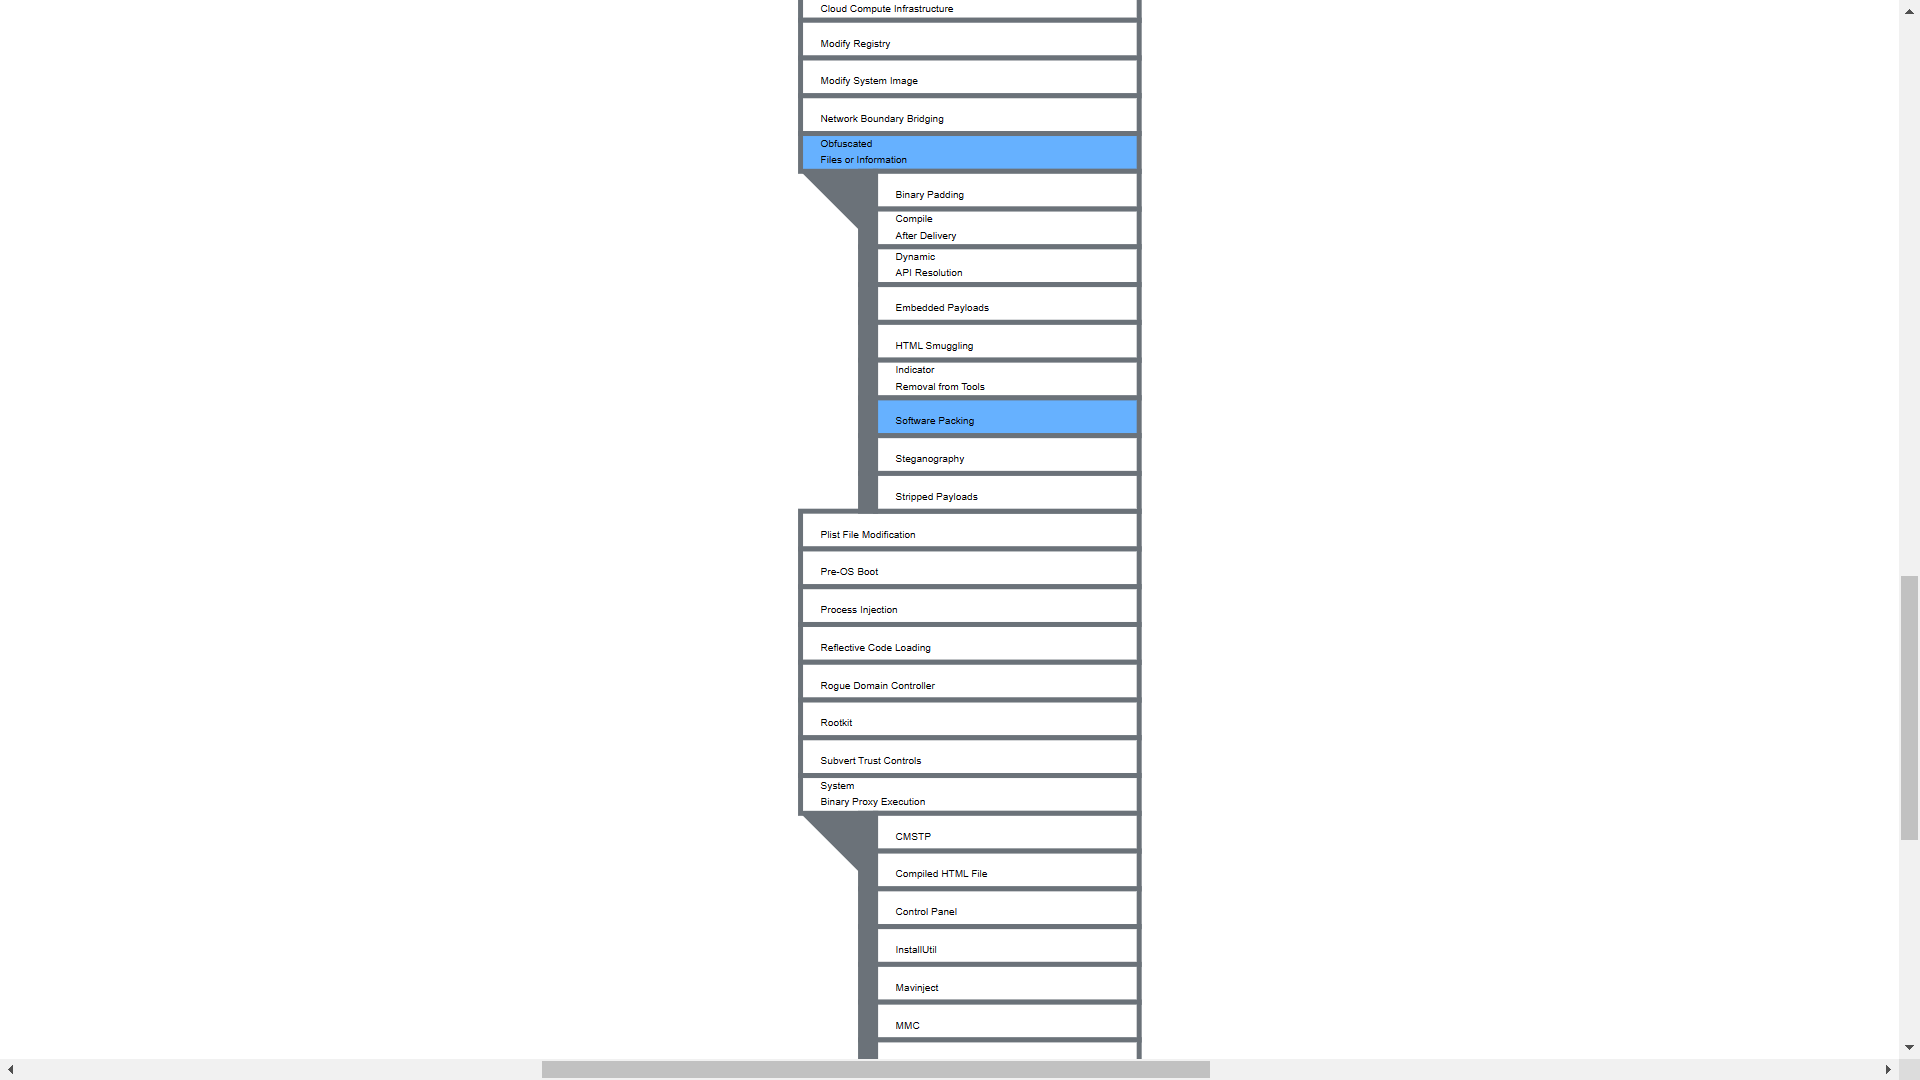 Cloud Compute Infrastructure
Modify Registry
Modify System Image
Network Boundary Bridging
Obfuscated
Files or Information
Binary Padding
Compile
After Delivery
Dynamic
API Resolution
Embedded Payloads
HTML Smuggling
Indicator
Removal from Tools
Software Packing
Steganography
Stripped Payloads
Plist File Modification
Pre-OS Boot
Process Injection
Reflective Code Loading
Rogue Domain Controller
Rootkit
Subvert Trust Controls
System
Binary Proxy Execution
CMSTP
Compiled HTML File
Control Panel
InstallUtil
Mavinject
MMC